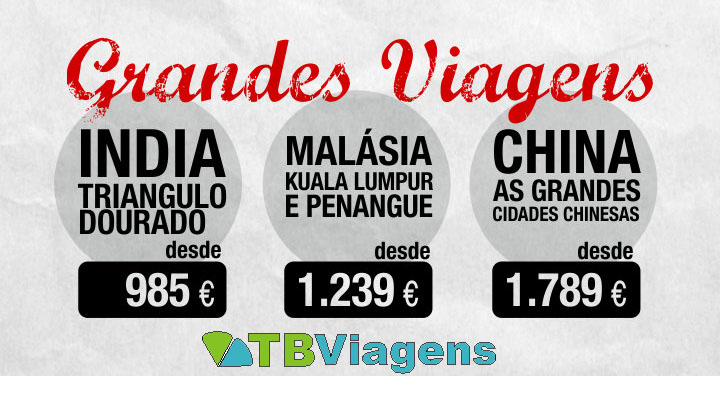 Grandes Viagens
INDIA
TRIANGULO
DOURADO
desde
985 €
MALÁSIA
KUALA LUMPUR
E PENANGUE
desde
1.239 €
CHINA
AS GRANDES
CIDADES CHINESAS
desde
1.789 €
TBViagens